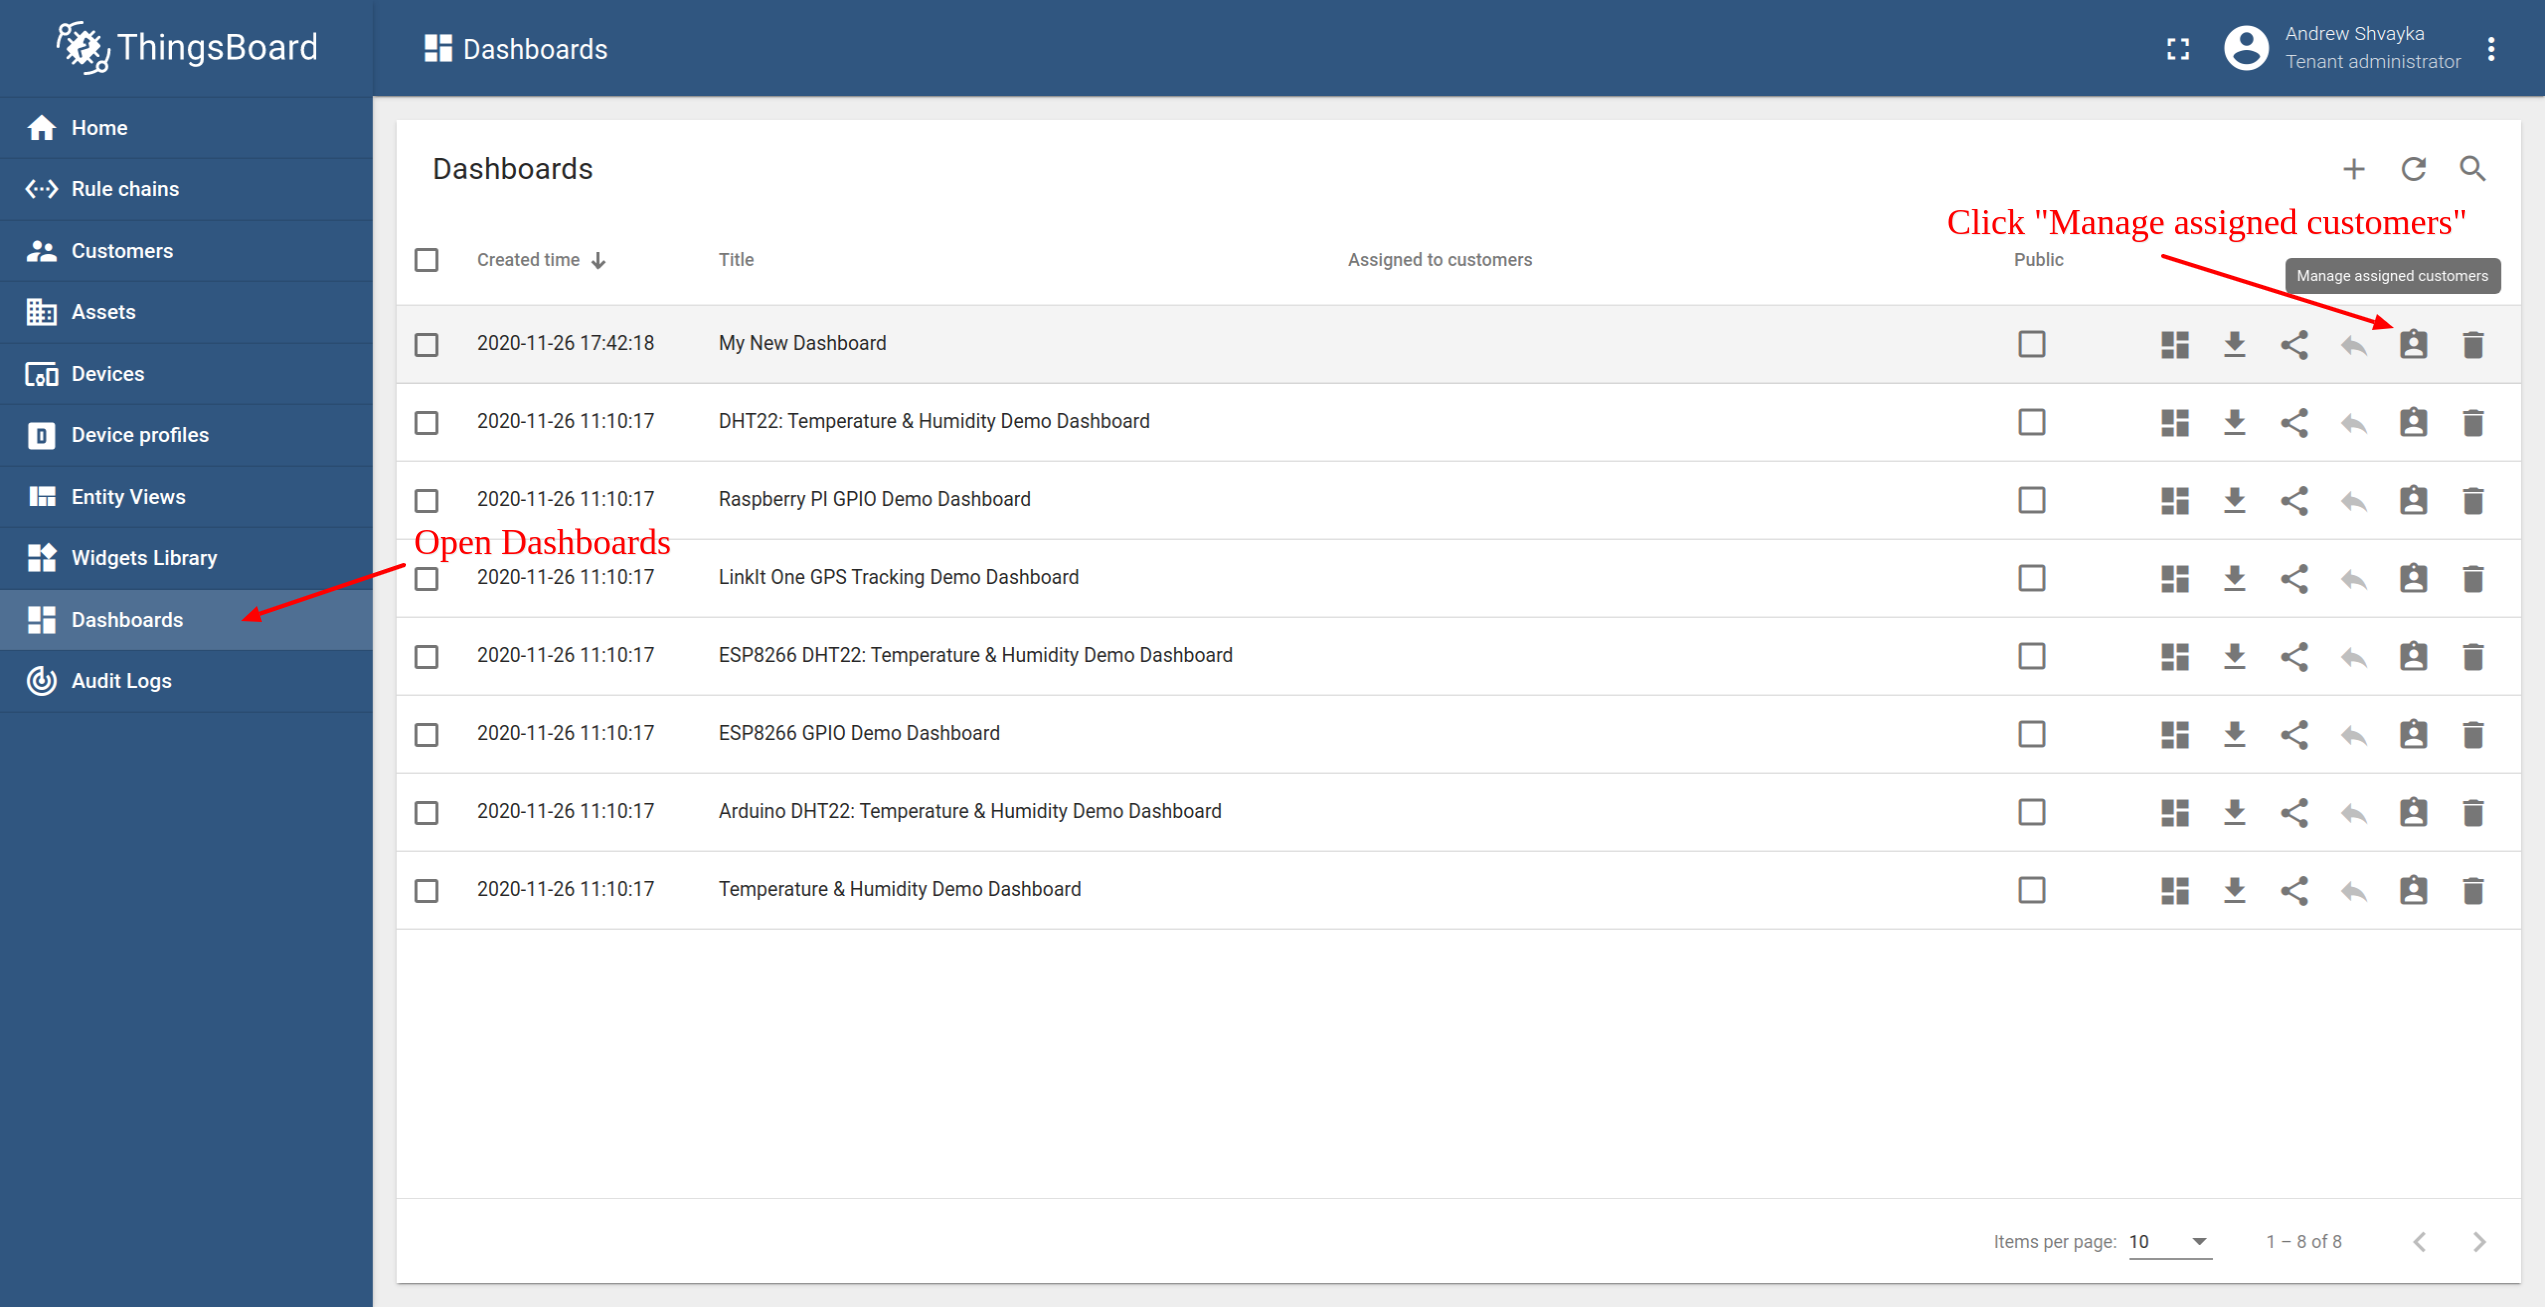 ThingsBoard
Dashboards
Andrew Shvayka
Tenant administrator
Home
Rule chains
Customers
Assets
Devices
Device profiles
Entity Views
Widgets Library
Dashboards
Audit Logs
Dashboards
Click "Manage assigned customers"
Created time Title Assigned to customers Public
Manage assigned customers
2020-11-26 17:42:18 My New Dashboard
2020-11-26 11:10:17 DHT22: Temperature & Humidity Demo Dashboard
2020-11-26 11:10:17 Raspberry PI GPIO Demo Dashboard
Open Dashboards
2020-11-26 11:10:17 LinkIt One GPS Tracking Demo Dashboard
2020-11-26 11:10:17 ESP8266 DHT22: Temperature & Humidity Demo Dashboard
2020-11-26 11:10:17 ESP8266 GPIO Demo Dashboard
2020-11-26 11:10:17 Arduino DHT22: Temperature & Humidity Demo Dashboard
2020-11-26 11:10:17 Temperature & Humidity Demo Dashboard
Items per page: 10 1 – 8 of 8